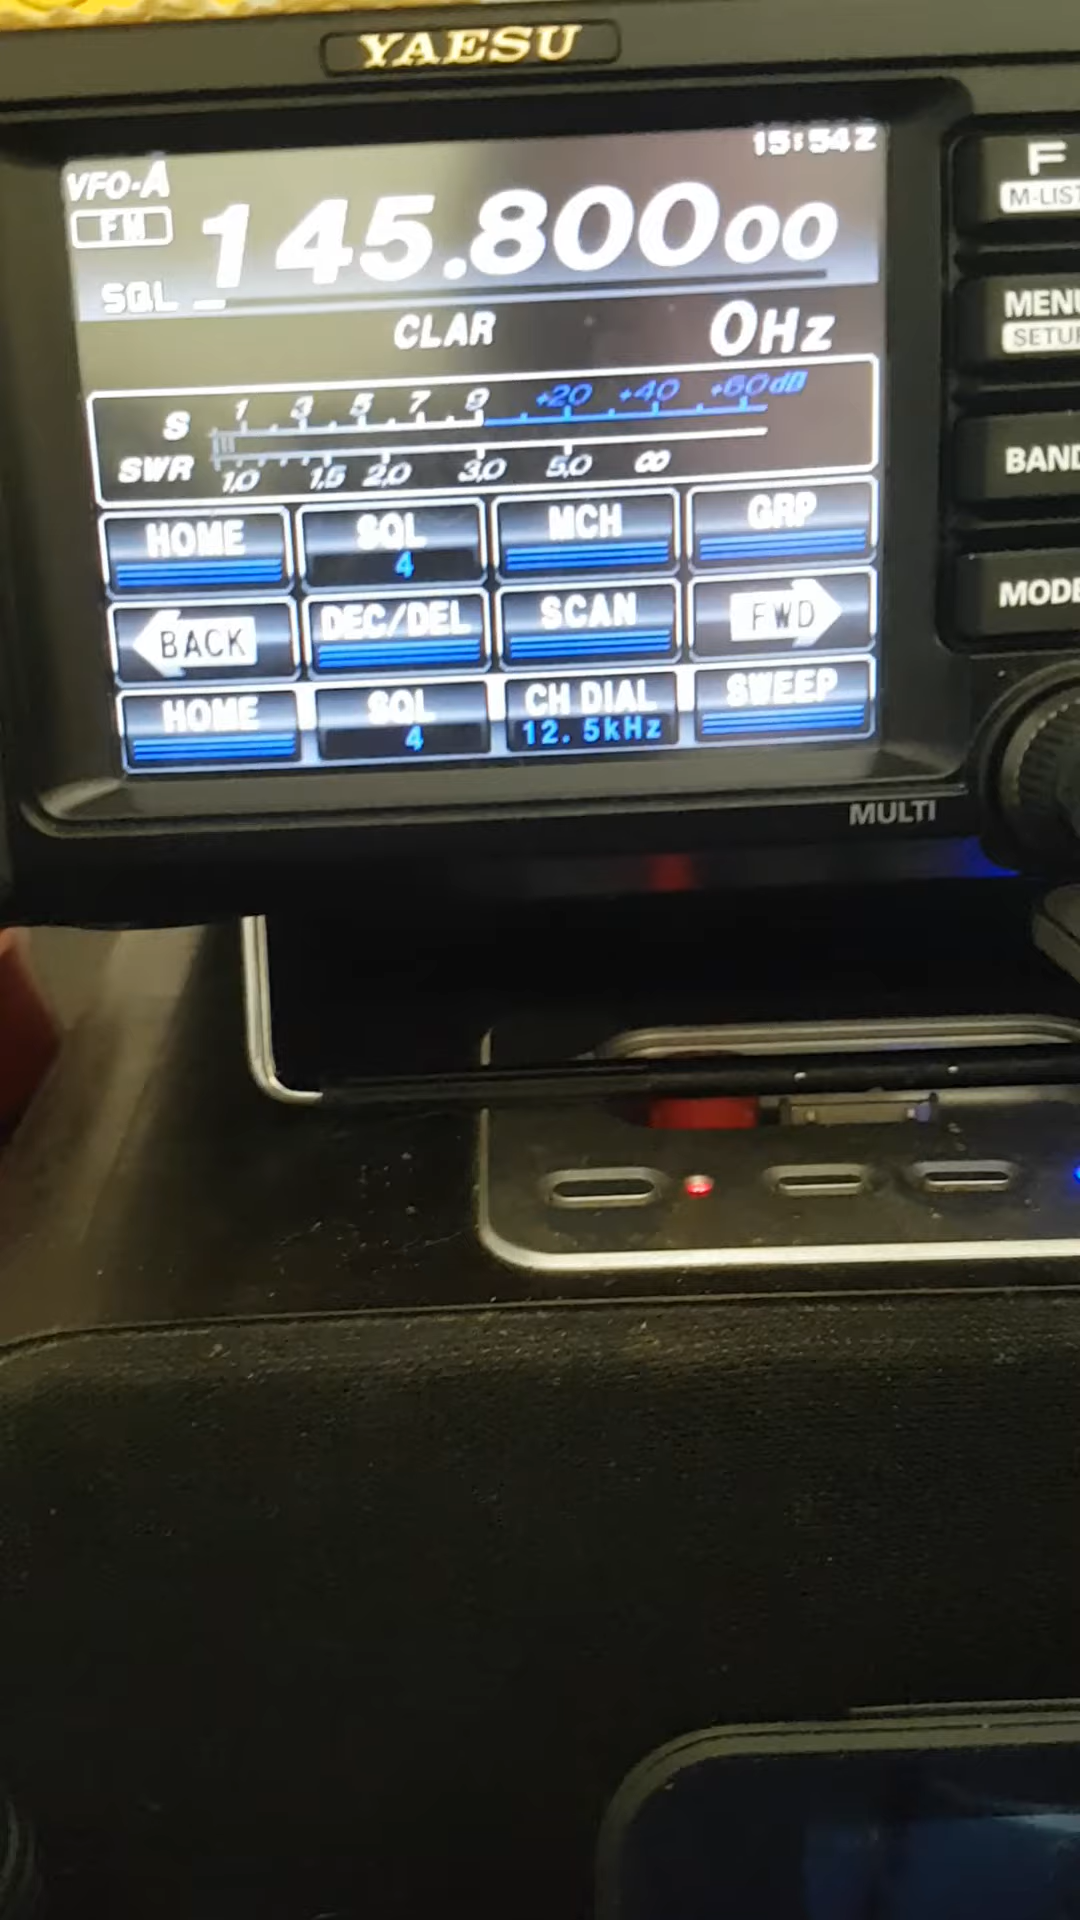 YAESU
15:54Z
VFO-A
FM
145.80000
SQL
CLAR 0Hz
S 1 3 5 7 9 +20 +40 +60dB
SWR 1.0 1.5 2.0 3.0 5.0 ∞
HOME SQL MCH GRP
4
BACK DEC/DEL SCAN FWD
HOME SQL CH DIAL SWEEP
4 12.5kHz
F
M-LIST
MENU
SETUP
BAND
MODE
MULTI